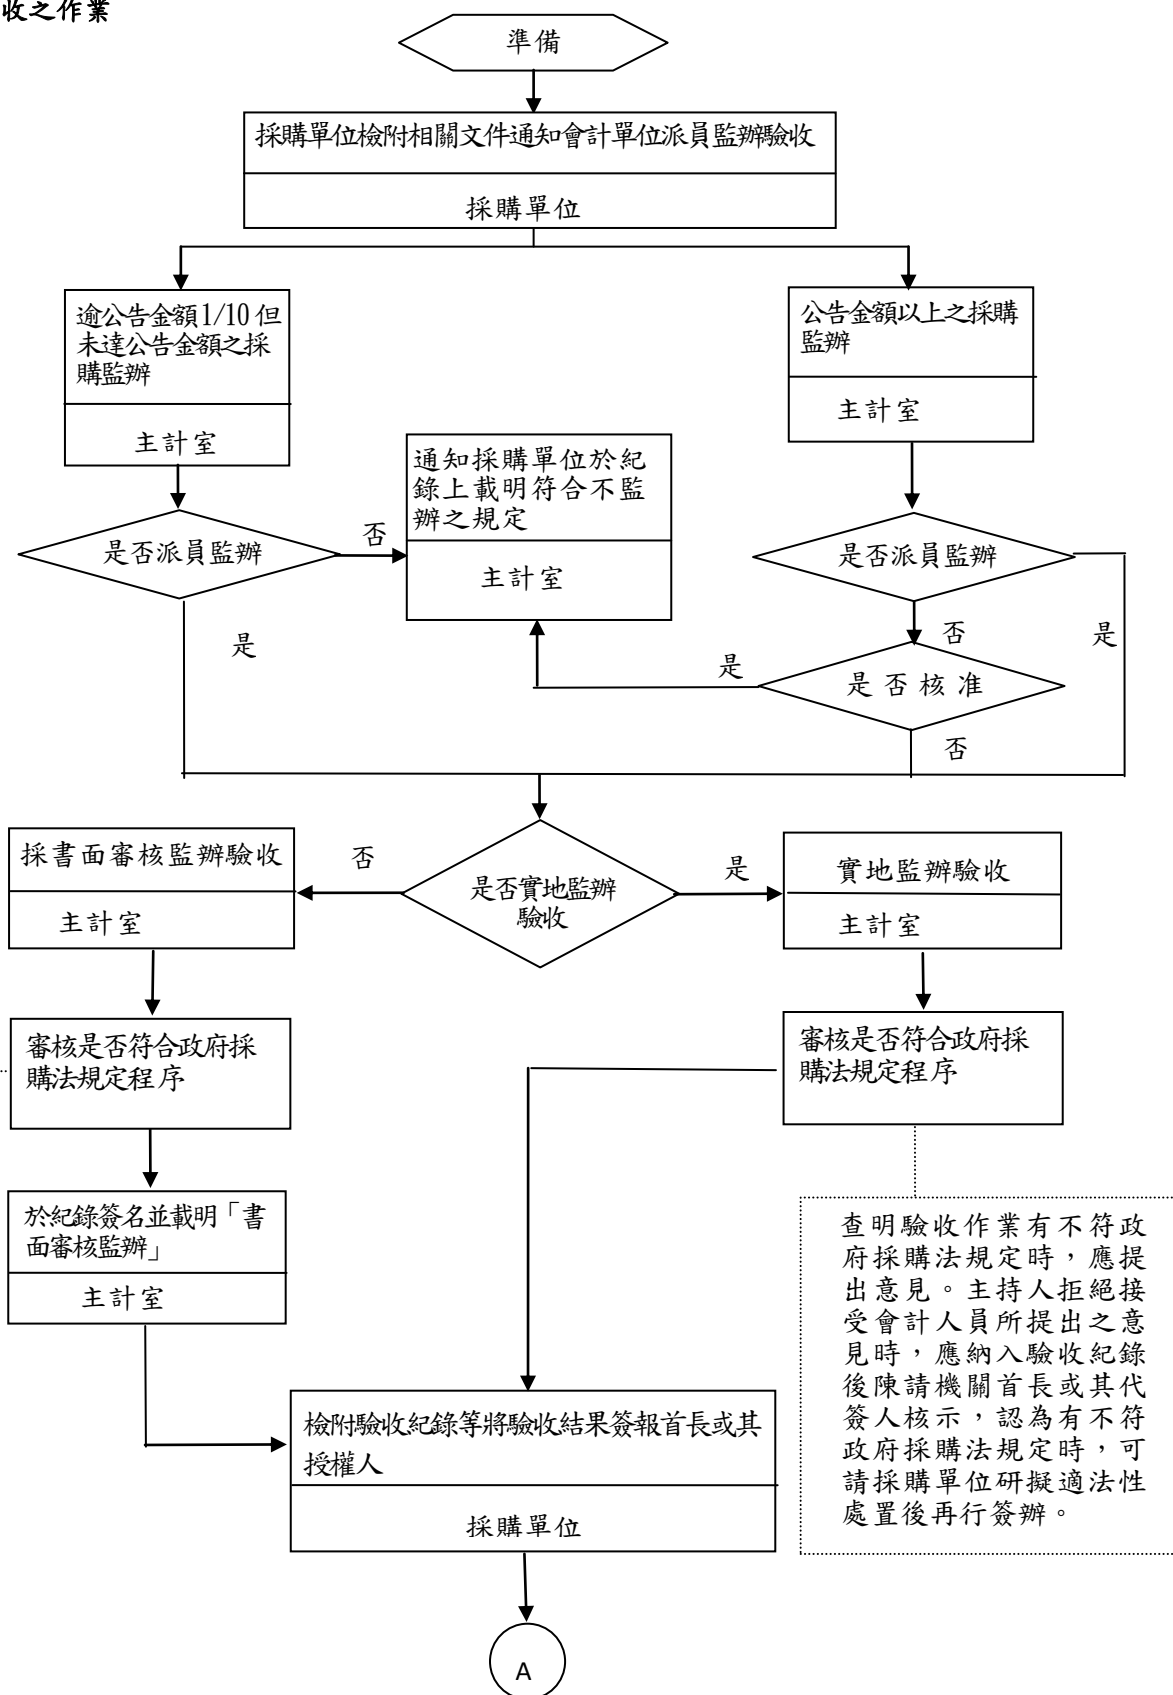 收之作業
準備
採購單位檢附相關文件通知會計單位派員監辦驗收
採購單位
逾公告金額1/10但
未達公告金額之採
購監辦
主計室
公告金額以上之採購
監辦
主計室
通知採購單位於紀
錄上載明符合不監
辦之規定
主計室
是否派員監辦
否
是
是否派員監辦
否
是
是否核准
是
否
是否實地監辦
驗收
否
是
採書面審核監辦驗收
主計室
實地監辦驗收
主計室
審核是否符合政府採
購法規定程序
審核是否符合政府採
購法規定程序
於紀錄簽名並載明「書
面審核監辦」
主計室
查明驗收作業有不符政
府採購法規定時,應提
出意見。主持人拒絕接
受會計人員所提出之意
見時,應納入驗收紀錄
後陳請機關首長或其代
簽人核示,認為有不符
政府採購法規定時,可
請採購單位研擬適法性
處置後再行簽辦。
檢附驗收紀錄等將驗收結果簽報首長或其
授權人
採購單位
A